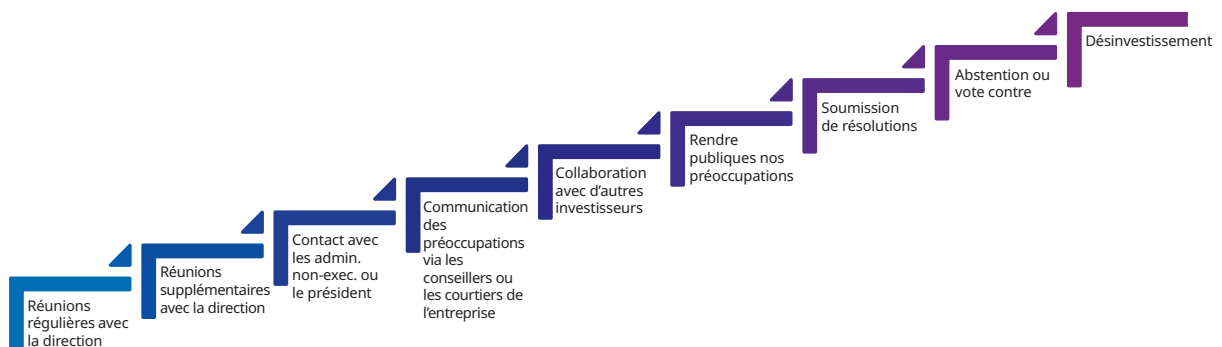 Réunions
régulières avec
la direction
Réunions
supplémentaires
avec la direction
Contact avec
les admin.
non-exec. ou
le président
Communication
des
préoccupations
via les
conseillers ou
les courtiers de
l'entreprise
Collaboration
avec d'autres
investisseurs
Rendre
publiques nos
préoccupations
Soumission
de résolutions
Abstention ou
vote contre
Désinvestissement